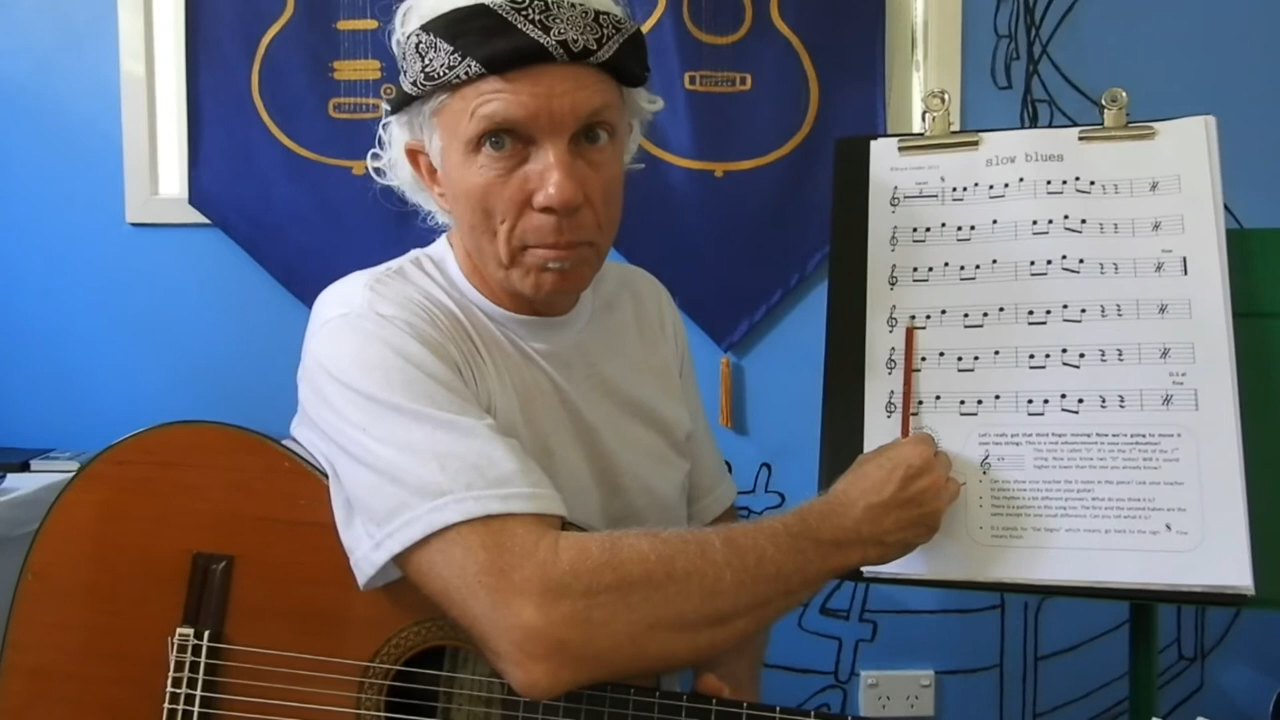 slow blues
fine
D.S al
fine
Let's really get that third finger moving! Now we're going to move it
over two strings. This is a real advancement in your coordination!
This note is called "D". It's on the 3rd fret of the 2nd
string. Now you know two "D" notes! Will it sound
higher or lower than the one you already know?
Can you show your teacher the D notes in this piece? Link your teacher
to place a new sticky dot on your guitar!
This rhythm is a bit different groovers. What do you think it is?
There is a pattern in this song too. The first and the second halves are the
same except for one small difference. Can you tell what it is?
D.S stands for "Dal Segno" which means, go back to the sign Fine
means finish.
4